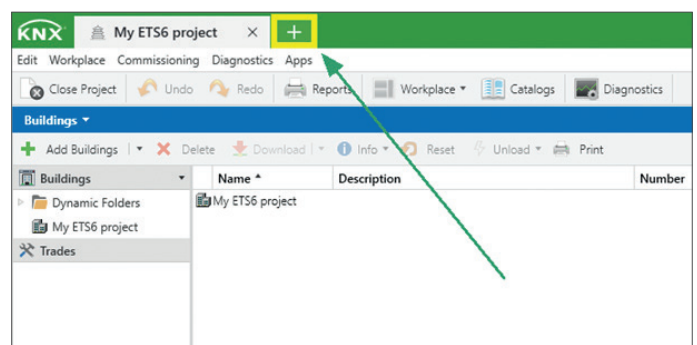 KNX My ETS6 project × +
Edit Workplace Commissioning Diagnostics Apps
Close Project Undo Redo Reports Workplace Catalogs Diagnostics
Buildings
Add Buildings Delete Download Info Reset Unload Print
Buildings Name Description Number
Dynamic Folders My ETS6 project
My ETS6 project
Trades